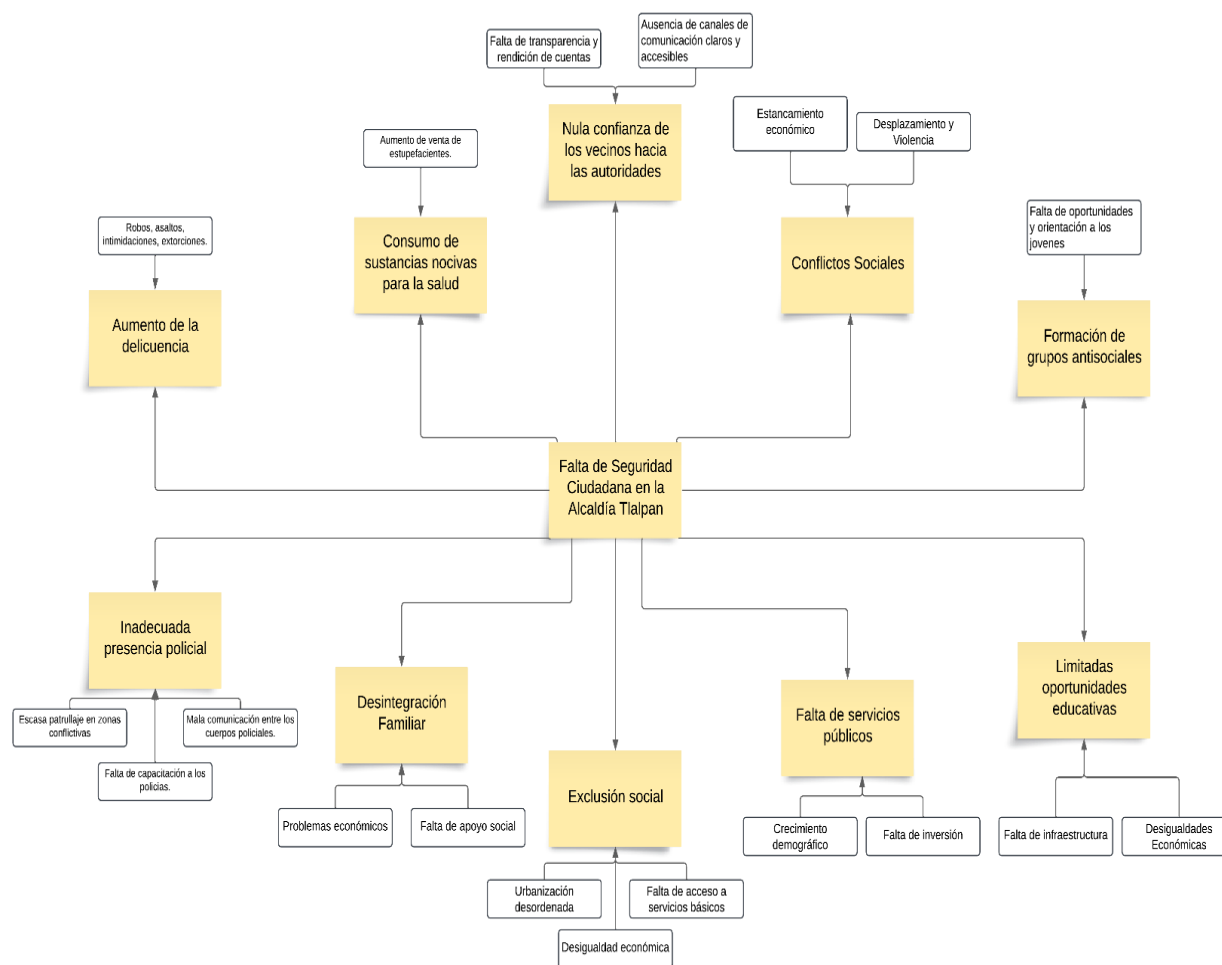 Falta de transparencia y
rendición de cuentas
Ausencia de canales de
comunicación claros y
accesibles
Nula confianza de
los vecinos hacia
las autoridades
Estancamiento
económico
Desplazamiento y
Violencia
Aumento de venta de
estupefacientes.
Falta de oportunidades
y orientación a los
jovenes
Robos, asaltos,
intimidaciones, extorciones.
Consumo de
sustancias nocivas
para la salud
Conflictos Sociales
Aumento de la
delicuencia
Formación de
grupos antisociales
Falta de Seguridad
Ciudadana en la
Alcaldía Tlalpan
Inadecuada
presencia policial
Escasa patrullaje en zonas
conflictivas
Mala comunicación entre los
cuerpos policiales.
Falta de capacitación a los
policias.
Desintegración
Familiar
Problemas económicos
Falta de apoyo social
Exclusión social
Urbanización
desordenada
Falta de acceso a
servicios básicos
Desigualdad económica
Falta de servicios
públicos
Crecimiento
demográfico
Falta de inversión
Limitadas
oportunidades
educativas
Falta de infraestructura
Desigualdades
Económicas